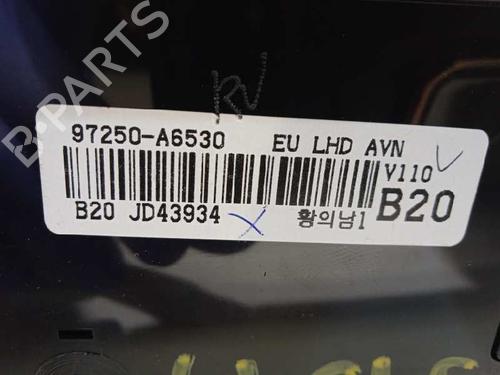 B-PARTS
97250-A6530 EU LHD AVN
V110
B20 JD43934 황의남1 B20